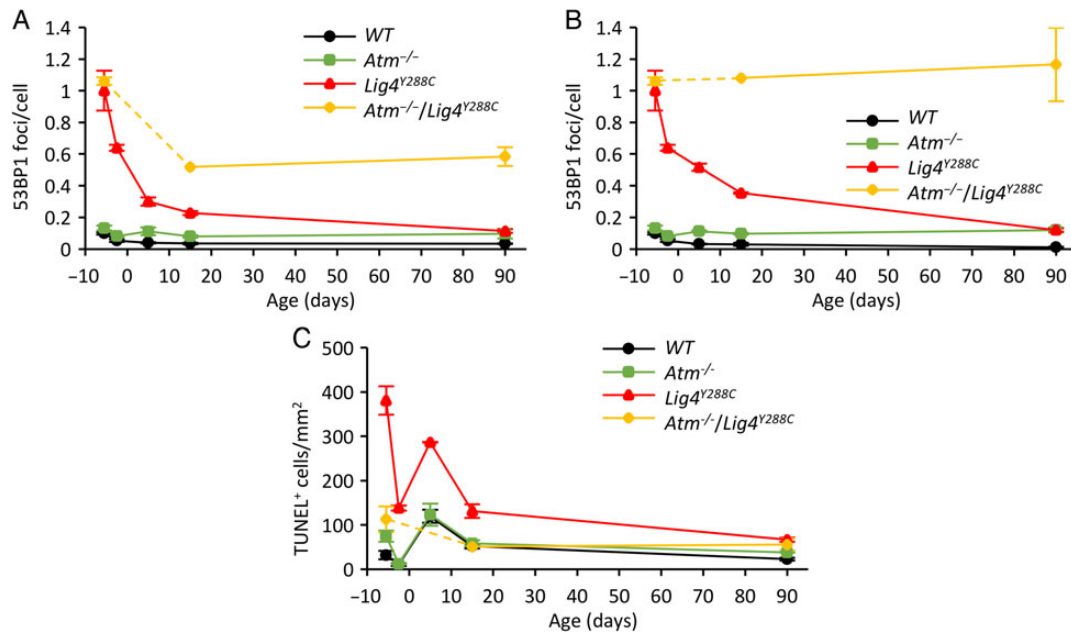 A
1.4
1.2
1
0.8
0.6
0.4
0.2
0
53BP1 foci/cell
WT
Atm−/−
Lig4Y288C
Atm−/−/Lig4Y288C
−10 0 10 20 30 40 50 60 70 80 90
Age (days)
B
1.4
1.2
1
0.8
0.6
0.4
0.2
0
53BP1 foci/cell
WT
Atm−/−
Lig4Y288C
Atm−/−/Lig4Y288C
−10 0 10 20 30 40 50 60 70 80 90
Age (days)
C
500
400
300
200
100
0
TUNEL+ cells/mm2
WT
Atm-/-
Lig4Y288C
Atm-/-/Lig4Y288C
−10 0 10 20 30 40 50 60 70 80 90
Age (days)